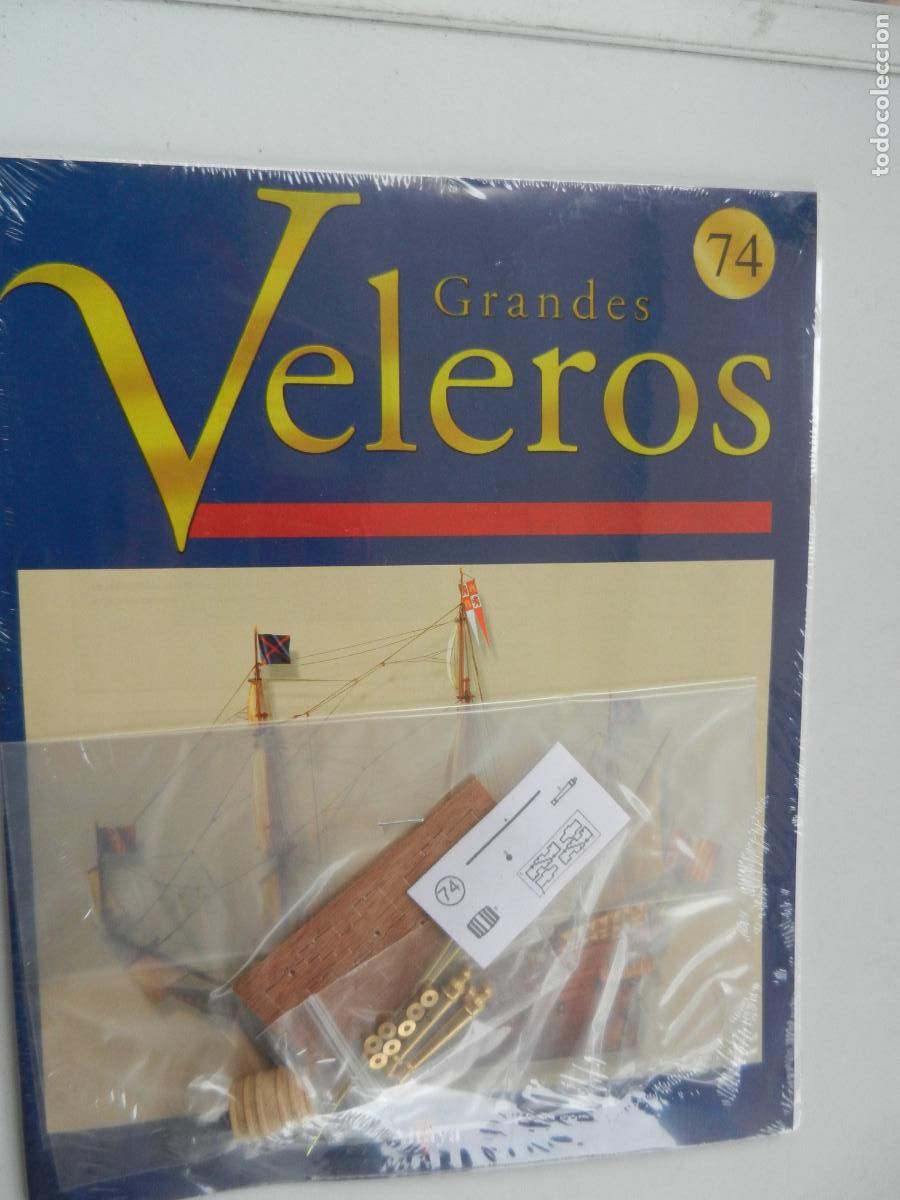 74
Grandes
Veleros
74
todocoleccion